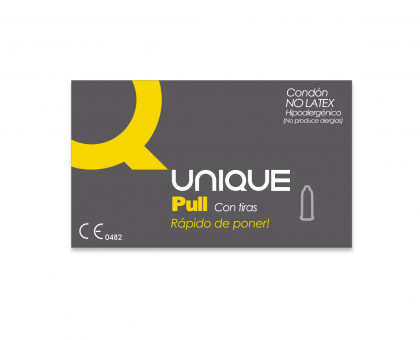 Condón
NO LATEX
Hipoalergénico
(No produce alergias)
UNIQUE
Pull Con tiras
Rápido de poner!
CE 0482